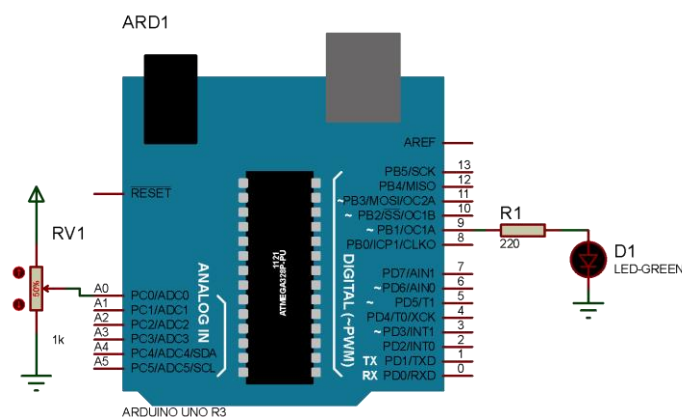 ARD1
AREF
RESET
RV1
50%
1k
A0
A1
A2
A3
A4
A5
PC0/ADC0
PC1/ADC1
PC2/ADC2
PC3/ADC3
PC4/ADC4/SDA
PC5/ADC5/SCL
ANALOG IN
1121
ATMEGA328P-PU
DIGITAL (~PWM)
PB5/SCK 13
PB4/MISO 12
~PB3/MOSI/OC2A 11
~ PB2/SS/OC1B 10
~ PB1/OC1A 9
PB0/ICP1/CLKO 8
PD7/AIN1 7
~ PD6/AIN0 6
~ PD5/T1 5
PD4/T0/XCK 4
~ PD3/INT1 3
PD2/INT0 2
TX PD1/TXD 1
RX PD0/RXD 0
R1
220
D1
LED-GREEN
ARDUINO UNO R3